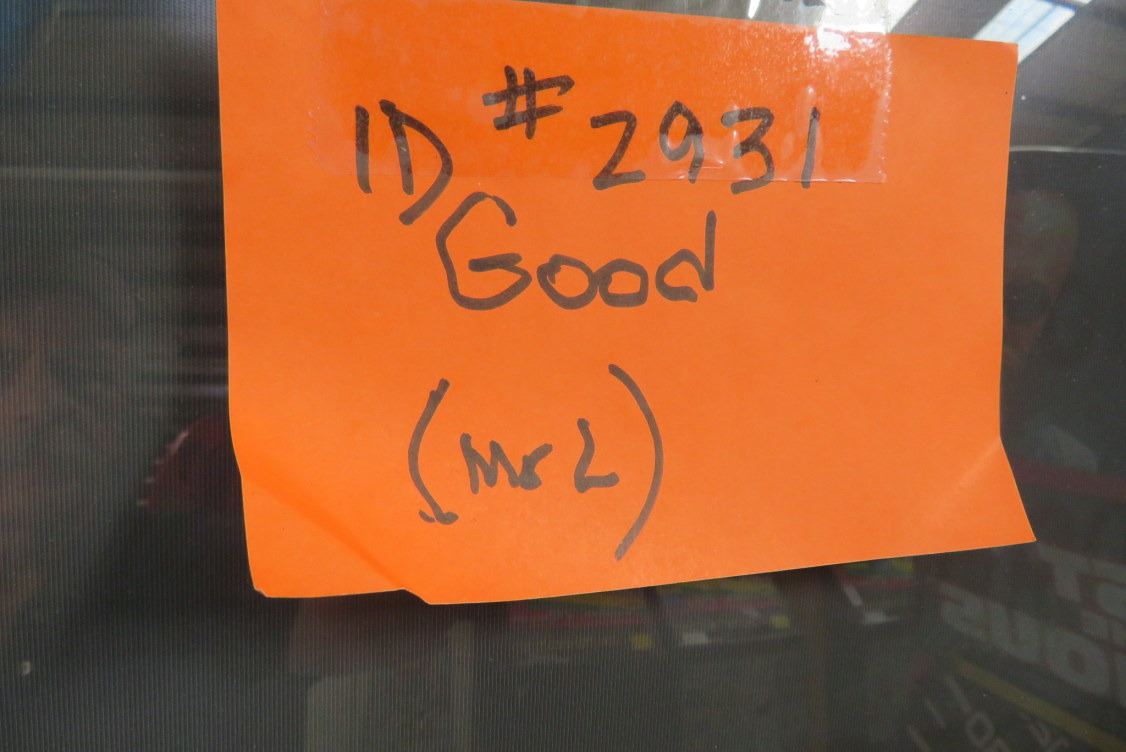 ID # 2931
Good
(Mr L)